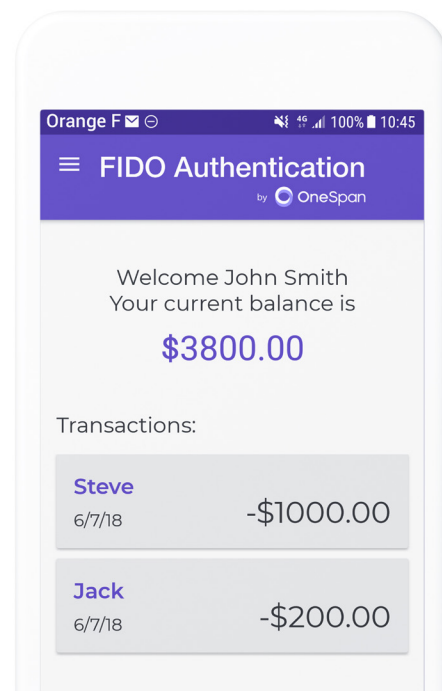 Orange F 4G 100% 10:45
FIDO Authentication
by OneSpan
Welcome John Smith
Your current balance is
$3800.00
Transactions:
Steve
6/7/18 -$1000.00
Jack
6/7/18 -$200.00